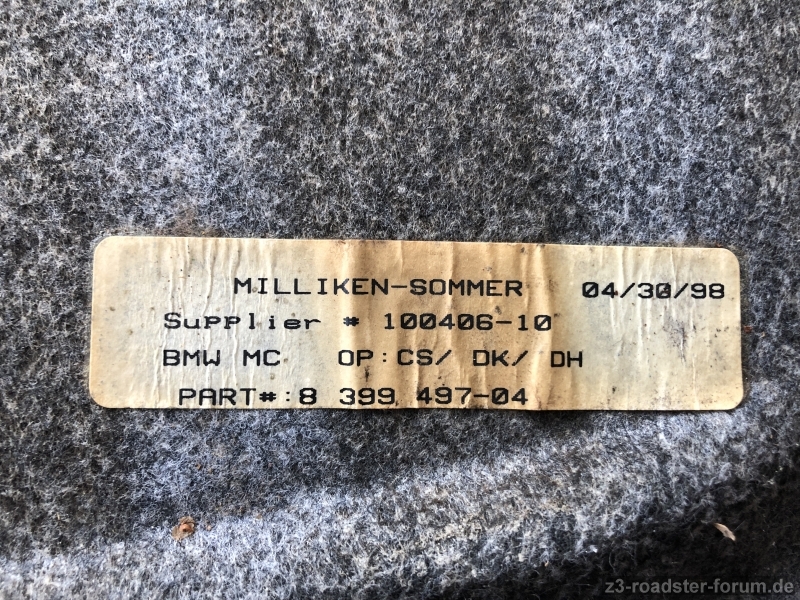 MILLIKEN-SOMMER 04/30/98
Supplier # 100406-10
BMW MC OP:CS/ DK/ DH
PART#:8 399 497-04
z3-roadster-forum.de